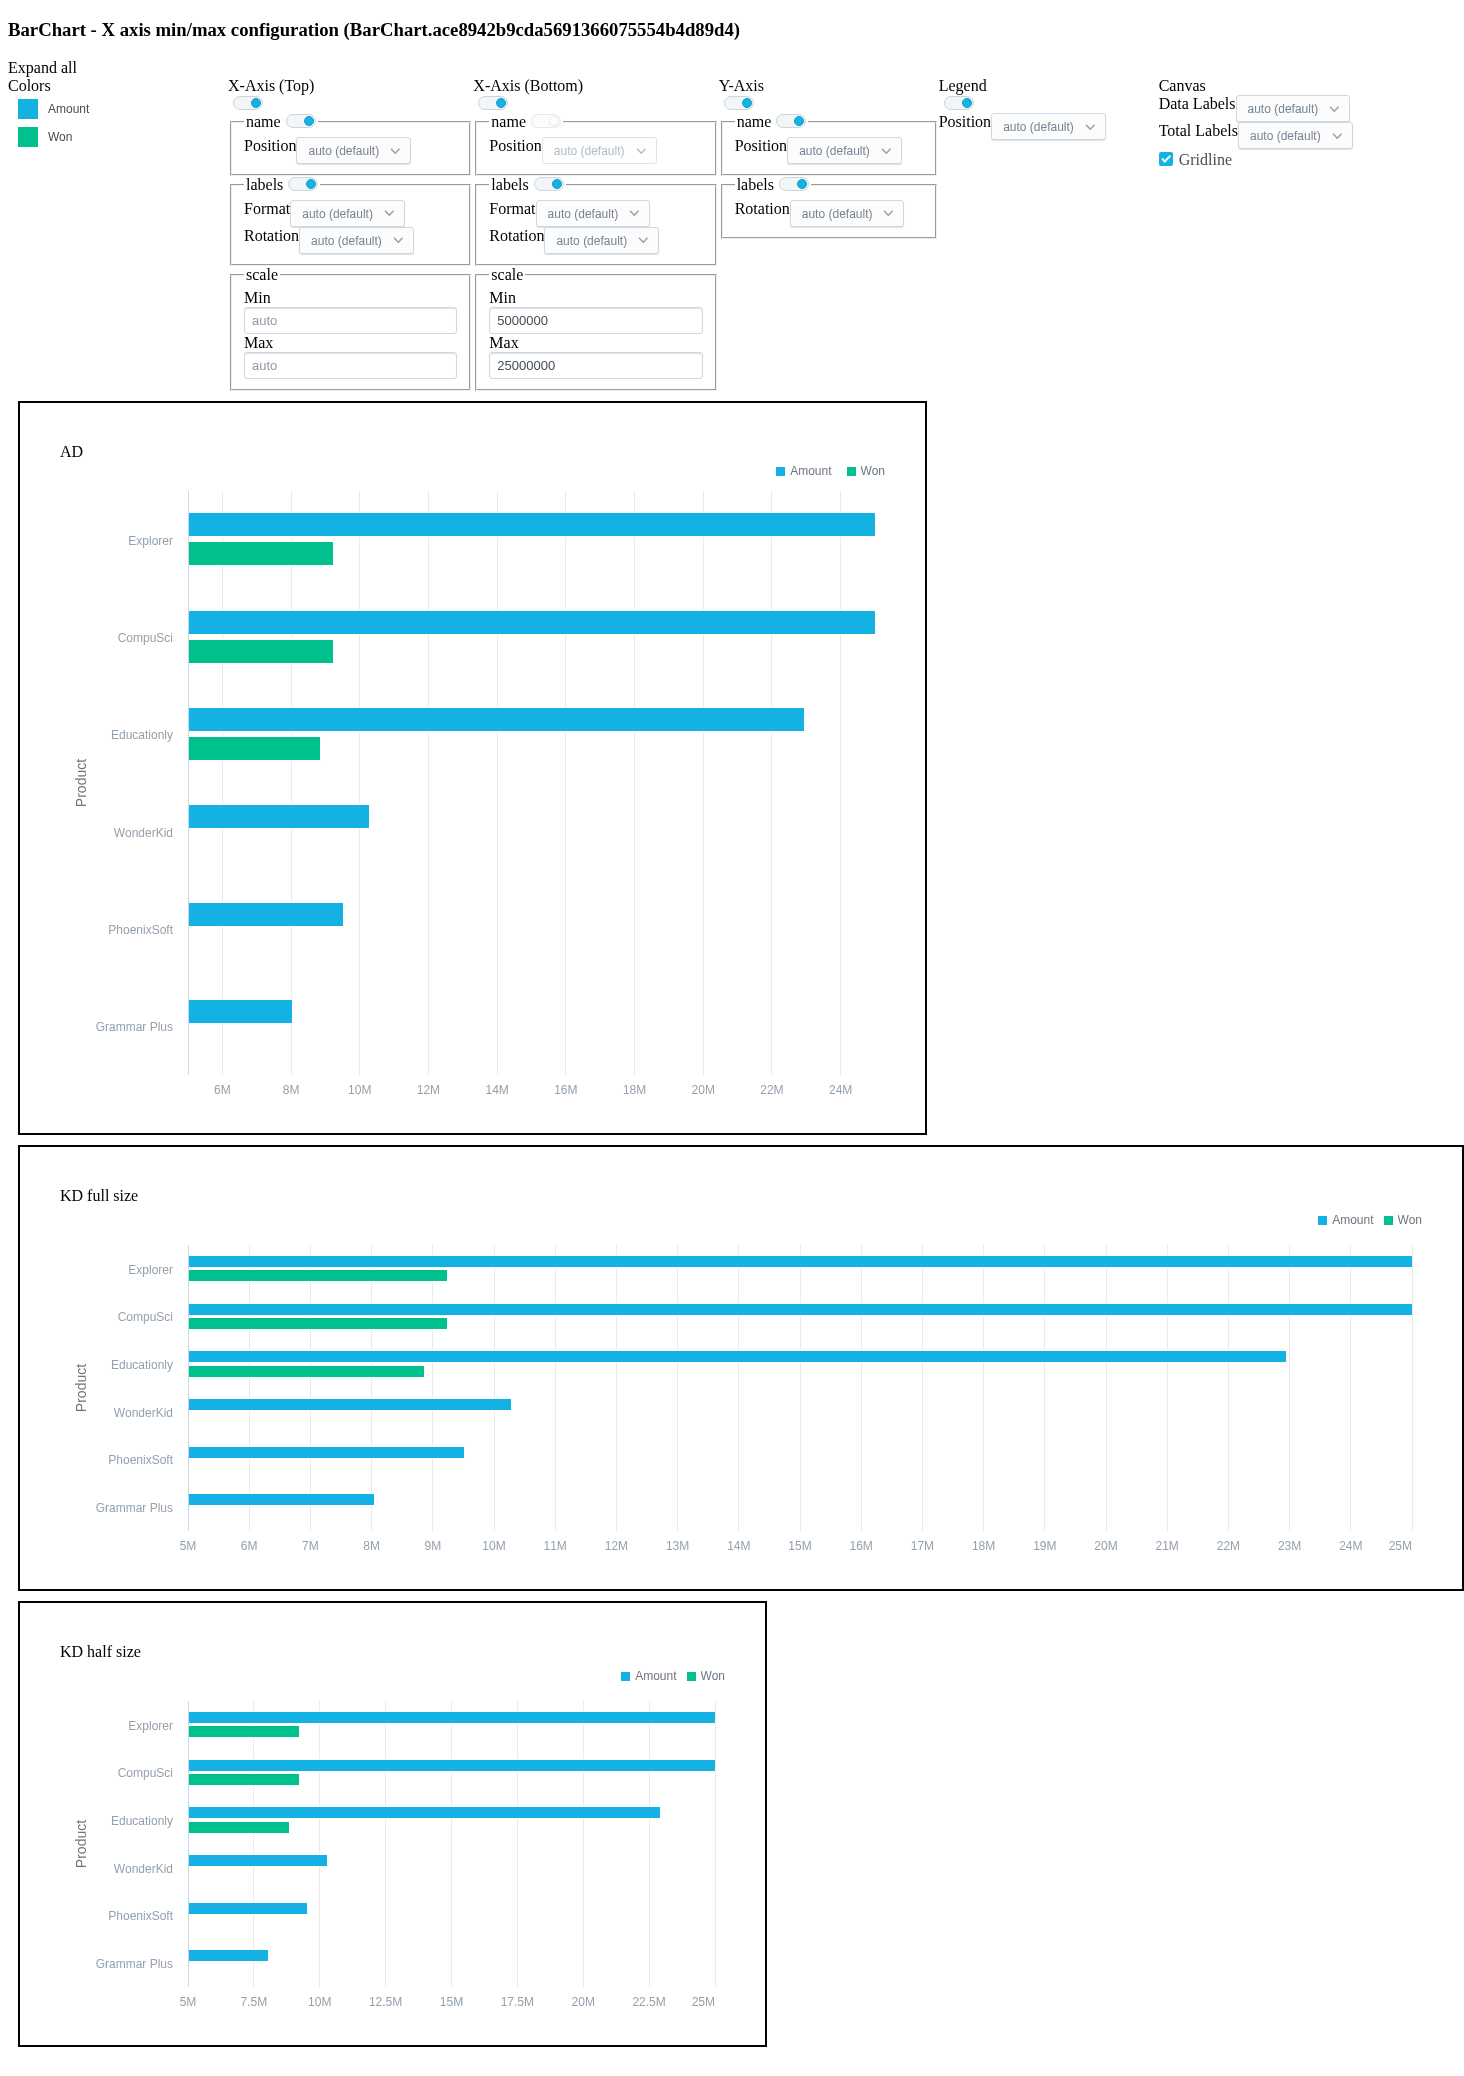 BarChart - X axis min/max configuration (BarChart.ace8942b9cda5691366075554b4d89d4)
Expand all
Colors
Amount
Won
X-Axis (Top)
name
Position auto (default)
labels
Format auto (default)
Rotation auto (default)
scale
Min
auto
Max
auto
X-Axis (Bottom)
name
Position auto (default)
labels
Format auto (default)
Rotation auto (default)
scale
Min
5000000
Max
25000000
Y-Axis
name
Position auto (default)
labels
Rotation auto (default)
Legend
Position auto (default)
Canvas
Data Labels auto (default)
Total Labels auto (default)
Gridline
AD
Amount Won
Explorer
CompuSci
Educationly
WonderKid
PhoenixSoft
Grammar Plus
Product
6M 8M 10M 12M 14M 16M 18M 20M 22M 24M
KD full size
Amount Won
Explorer
CompuSci
Educationly
WonderKid
PhoenixSoft
Grammar Plus
Product
5M 6M 7M 8M 9M 10M 11M 12M 13M 14M 15M 16M 17M 18M 19M 20M 21M 22M 23M 24M 25M
KD half size
Amount Won
Explorer
CompuSci
Educationly
WonderKid
PhoenixSoft
Grammar Plus
Product
5M 7.5M 10M 12.5M 15M 17.5M 20M 22.5M 25M